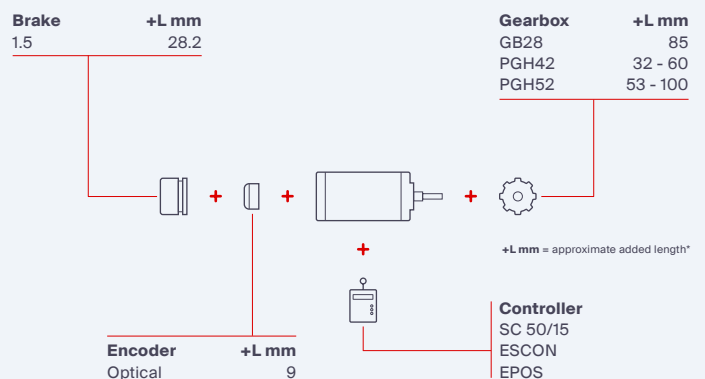 Brake +L mm
1.5 28.2
Gearbox +L mm
GB28 85
PGH42 32 - 60
PGH52 53 - 100
+L mm = approximate added length*
Encoder +L mm
Optical 9
Controller
SC 50/15
ESCON
EPOS